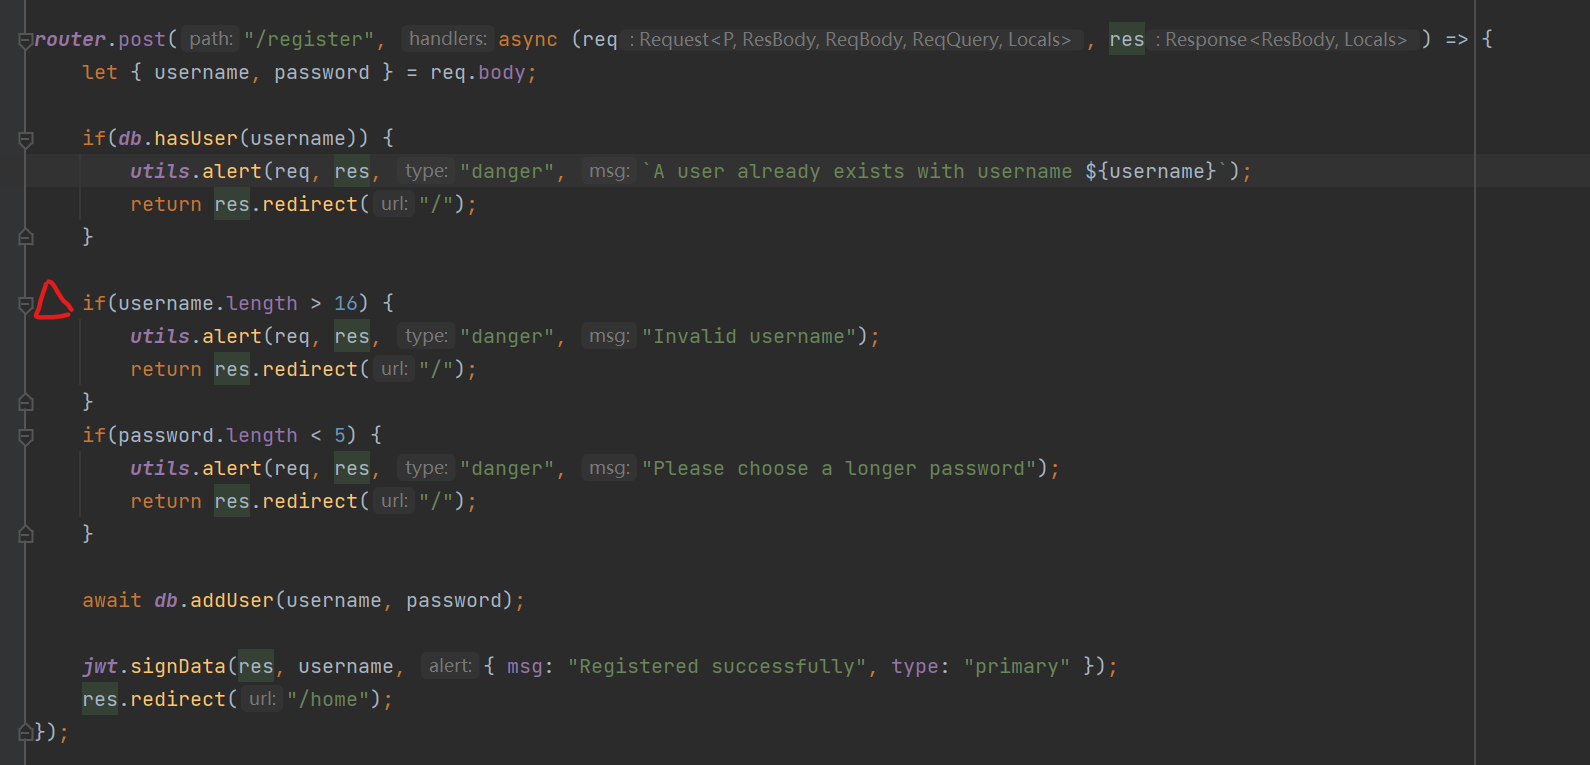 router.post( path: "/register", handlers: async (req : Request<P, ResBody, ReqBody, ReqQuery, Locals> , res : Response<ResBody, Locals> ) => {
let { username, password } = req.body;
if(db.hasUser(username)) {
utils.alert(req, res, type: "danger", msg: `A user already exists with username ${username}`);
return res.redirect( url: "/");
}
if(username.length > 16) {
utils.alert(req, res, type: "danger", msg: "Invalid username");
return res.redirect( url: "/");
}
if(password.length < 5) {
utils.alert(req, res, type: "danger", msg: "Please choose a longer password");
return res.redirect( url: "/");
}
await db.addUser(username, password);
jwt.signData(res, username, alert: { msg: "Registered successfully", type: "primary" });
res.redirect( url: "/home");
});